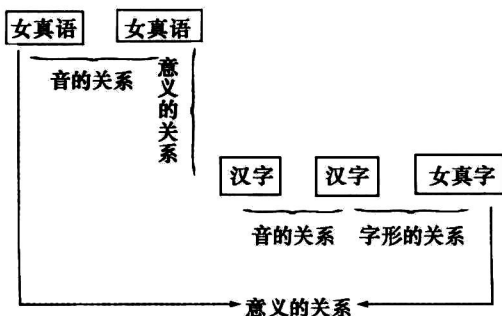 女真语 女真语
音的关系
意义的关系
汉字 汉字 女真字
音的关系 字形的关系
意义的关系